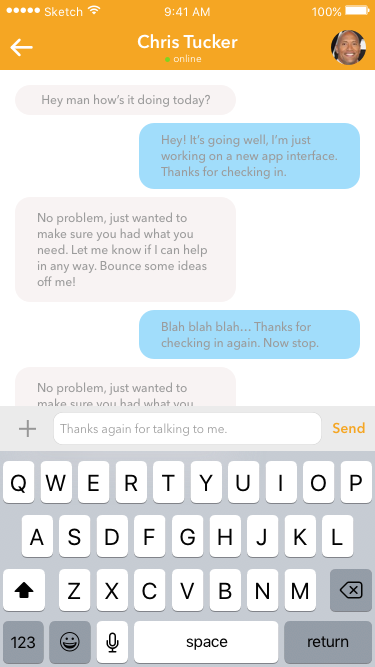 Sketch 9:41 AM 100%
Chris Tucker
online
Hey man how's it doing today?
Hey! It's going well, I'm just
working on a new app interface.
Thanks for checking in.
No problem, just wanted to
make sure you had what you
need. Let me know if I can help
in any way. Bounce some ideas
off me!
Blah blah blah... Thanks for
checking in again. Now stop.
No problem, just wanted to
make sure you had what you
Thanks again for talking to me. Send
Q W E R T Y U I O P
A S D F G H J K L
Z X C V B N M
123 space return